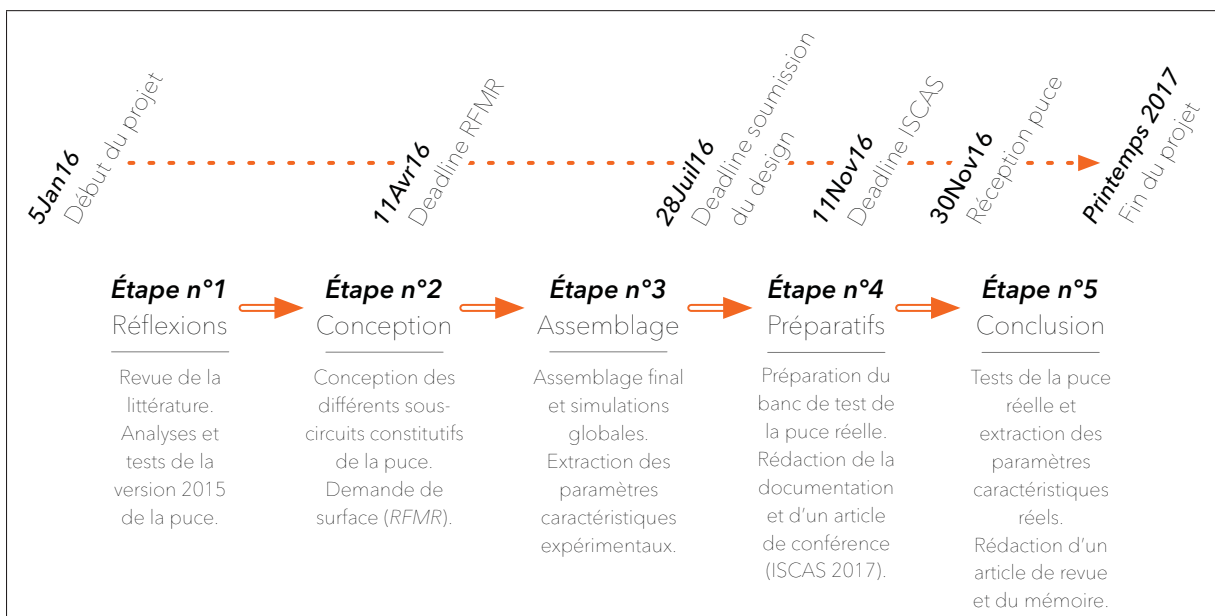 5Jan16
Début du projet
11Avr16
Deadline RFMR
28Juil16
Deadline soumission
du design
11Nov16
Deadline ISCAS
30Nov16
Réception puce
Printemps 2017
Fin du projet
Étape n°1
Réflexions
Revue de la
littérature.
Analyses et
tests de la
version 2015
de la puce.
Étape n°2
Conception
Conception des
différents sous-
circuits constitutifs
de la puce.
Demande de
surface (RFMR).
Étape n°3
Assemblage
Assemblage final
et simulations
globales.
Extraction des
paramètres
caractéristiques
expérimentaux.
Étape n°4
Préparatifs
Préparation du
banc de test de
la puce réelle.
Rédaction de la
documentation
et d’un article
de conférence
(ISCAS 2017).
Étape n°5
Conclusion
Tests de la puce
réelle et
extraction des
paramètres
caractéristiques
réels.
Rédaction d’un
article de revue
et du mémoire.